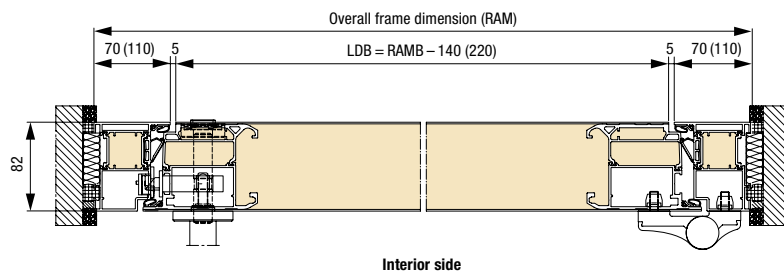 Overall frame dimension (RAM)
70 (110)
5
LDB = RAMB – 140 (220)
5
70 (110)
82
Interior side